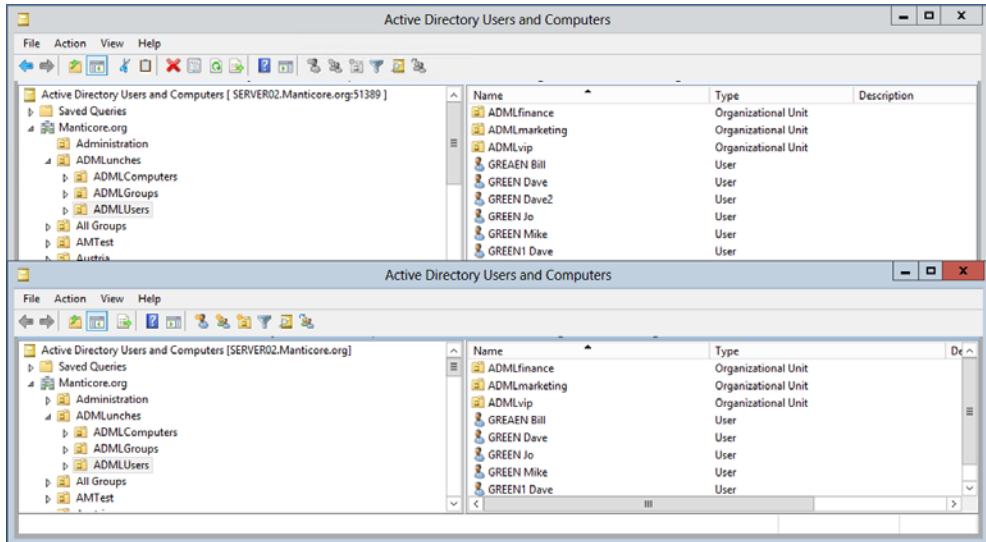 Active Directory Users and Computers
File Action View Help
Active Directory Users and Computers [ SERVER02.Manticore.org:51389 ]
Saved Queries
Manticore.org
Administration
ADMLunches
ADMLComputers
ADMLGroups
ADMLUsers
All Groups
AMTest
Austria
Name Type Description
ADMLfinance Organizational Unit
ADMLmarketing Organizational Unit
ADMLvip Organizational Unit
GREAEN Bill User
GREEN Dave User
GREEN Dave2 User
GREEN Jo User
GREEN Mike User
GREEN1 Dave User
Active Directory Users and Computers
File Action View Help
Active Directory Users and Computers [SERVER02.Manticore.org]
Saved Queries
Manticore.org
Administration
ADMLunches
ADMLComputers
ADMLGroups
ADMLUsers
All Groups
AMTest
Name Type De
ADMLfinance Organizational Unit
ADMLmarketing Organizational Unit
ADMLvip Organizational Unit
GREAEN Bill User
GREEN Dave User
GREEN Jo User
GREEN Mike User
GREEN1 Dave User